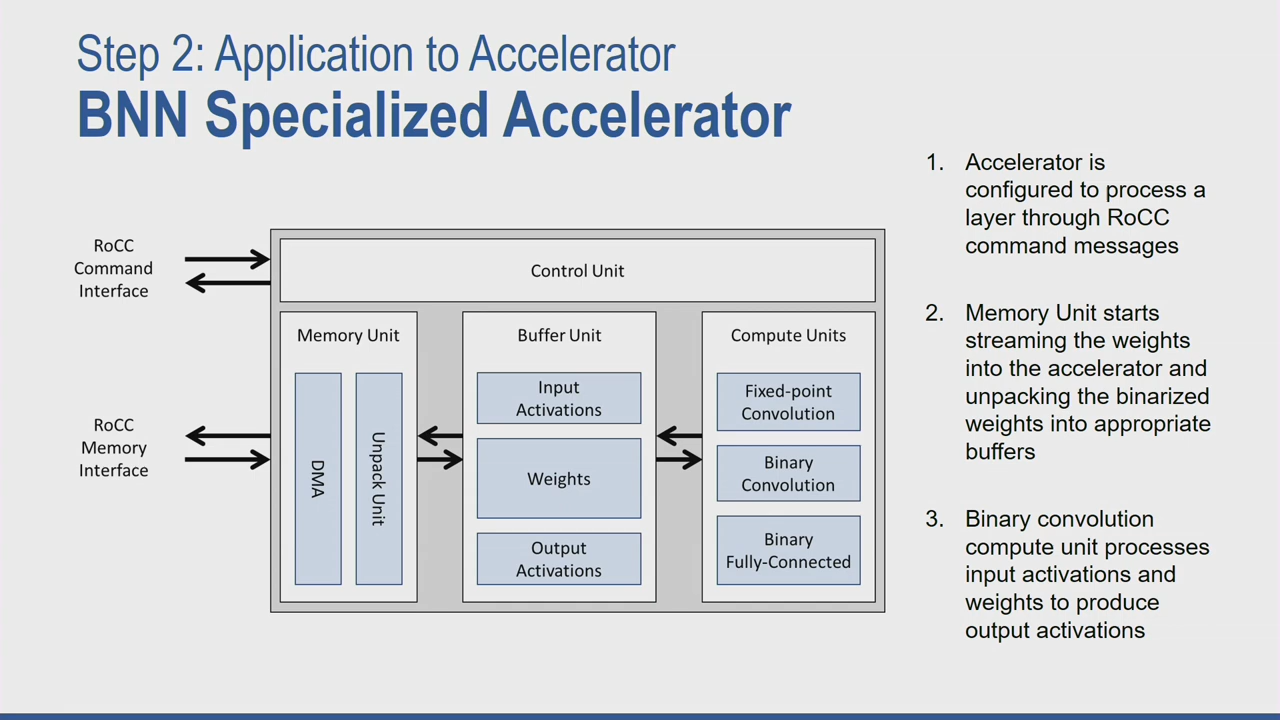 Step 2: Application to Accelerator
BNN Specialized Accelerator
RoCC
Command
Interface
RoCC
Memory
Interface
Control Unit
Memory Unit
DMA
Unpack Unit
Buffer Unit
Input
Activations
Weights
Output
Activations
Compute Units
Fixed-point
Convolution
Binary
Convolution
Binary
Fully-Connected
1. Accelerator is
configured to process a
layer through RoCC
command messages
2. Memory Unit starts
streaming the weights
into the accelerator and
unpacking the binarized
weights into appropriate
buffers
3. Binary convolution
compute unit processes
input activations and
weights to produce
output activations